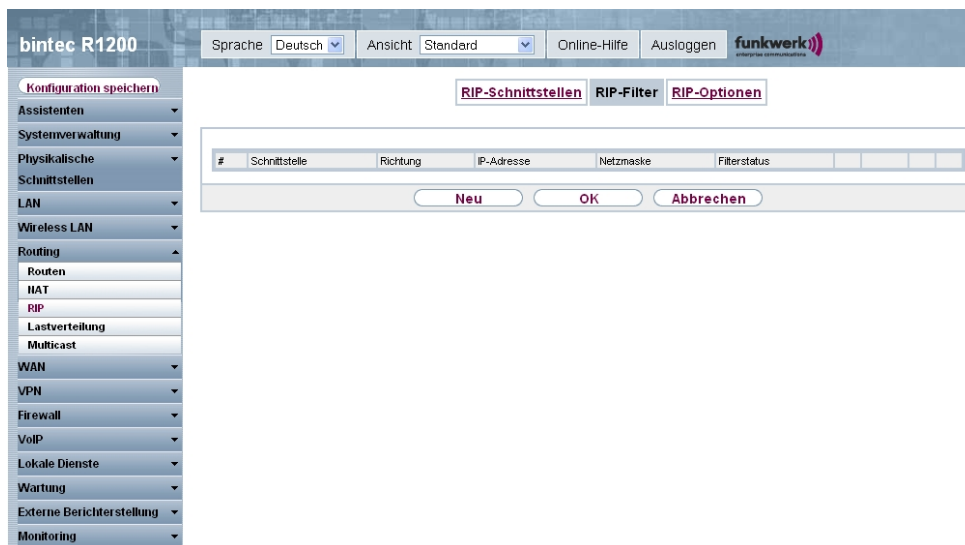 bintec R1200
Sprache Deutsch Ansicht Standard Online-Hilfe Ausloggen funkwerk
enterprise communications
Konfiguration speichern
Assistenten
Systemverwaltung
Physikalische
Schnittstellen
LAN
Wireless LAN
Routing
Routen
NAT
RIP
Lastverteilung
Multicast
WAN
VPN
Firewall
VoIP
Lokale Dienste
Wartung
Externe Berichterstellung
Monitoring
RIP-Schnittstellen RIP-Filter RIP-Optionen
# Schnittstelle Richtung IP-Adresse Netzmaske Filterstatus
Neu OK Abbrechen